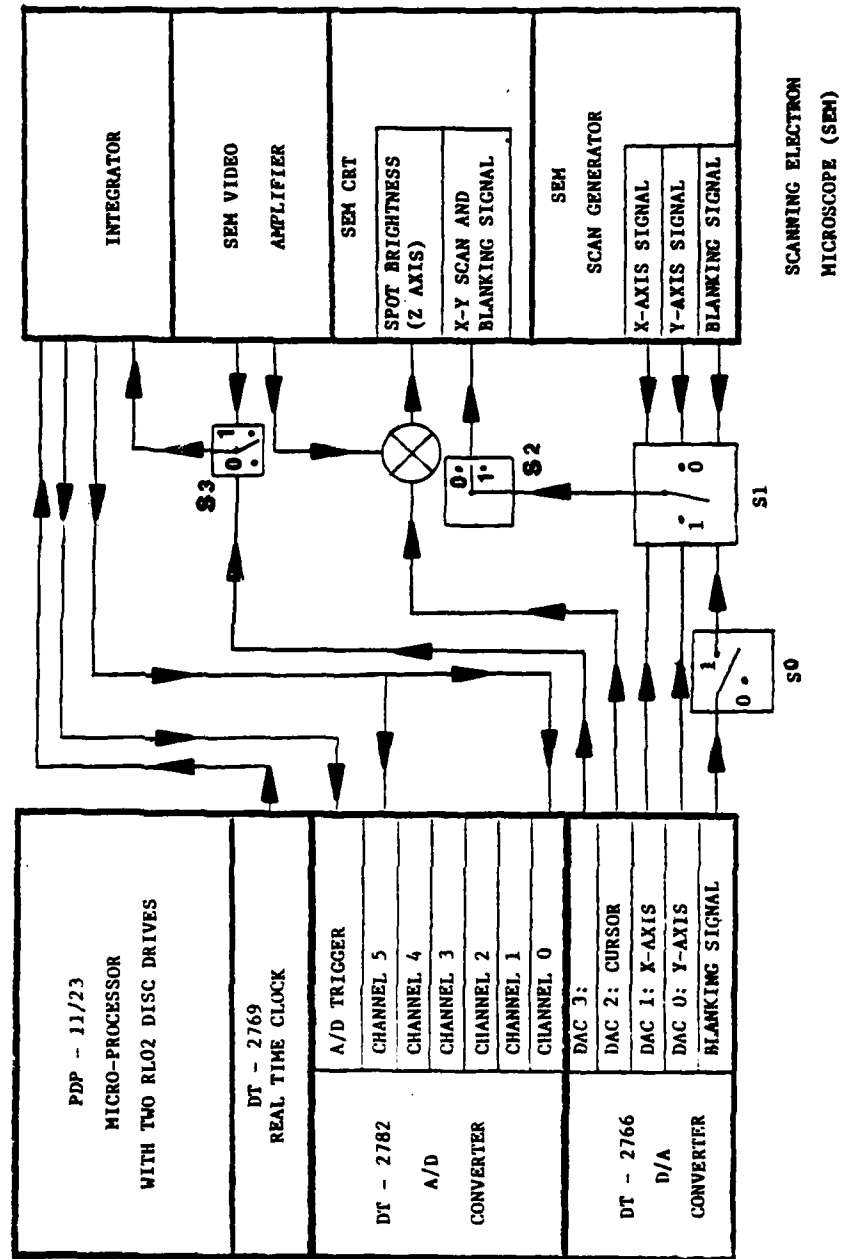 PDP - 11/23
MICRO-PROCESSOR
WITH TWO RL02 DISC DRIVES
DT - 2769
REAL TIME CLOCK
DT - 2782
A/D
CONVERTER
A/D TRIGGER
CHANNEL 5
CHANNEL 4
CHANNEL 3
CHANNEL 2
CHANNEL 1
CHANNEL 0
DT - 2766
D/A
CONVERTER
DAC 3:
DAC 2: CURSOR
DAC 1: X-AXIS
DAC 0: Y-AXIS
BLANKING SIGNAL
S3
0 1
S2
0
1
S1
1 0
S0
0 1
INTEGRATOR
SEM VIDEO
AMPLIFIER
SEM CRT
SPOT BRIGHTNESS
(Z AXIS)
X-Y SCAN AND
BLANKING SIGNAL
SEM
SCAN GENERATOR
X-AXIS SIGNAL
Y-AXIS SIGNAL
BLANKING SIGNAL
SCANNING ELECTRON
MICROSCOPE (SEM)